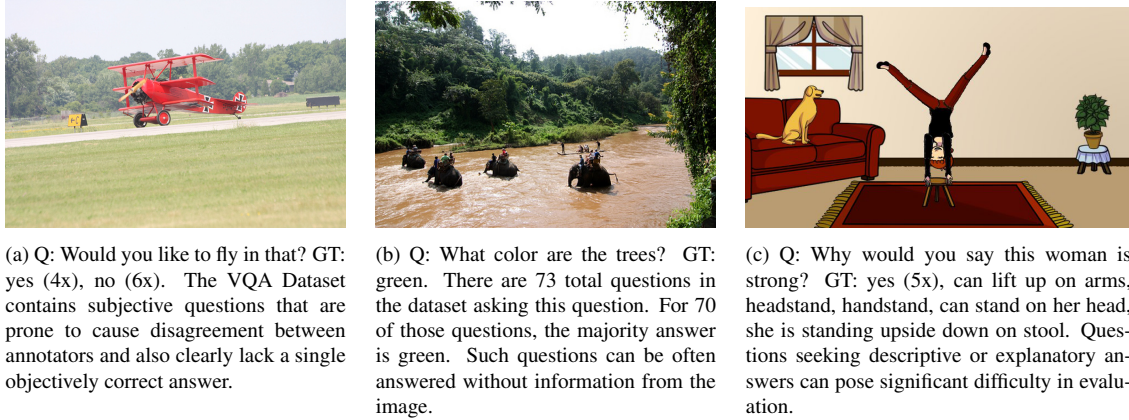 (a) Q: Would you like to fly in that? GT:
yes (4x), no (6x). The VQA Dataset
contains subjective questions that are
prone to cause disagreement between
annotators and also clearly lack a single
objectively correct answer.
(b) Q: What color are the trees? GT:
green. There are 73 total questions in
the dataset asking this question. For 70
of those questions, the majority answer
is green. Such questions can be often
answered without information from the
image.
(c) Q: Why would you say this woman is
strong? GT: yes (5x), can lift up on arms,
headstand, handstand, can stand on her head,
she is standing upside down on stool. Ques-
tions seeking descriptive or explanatory an-
swers can pose significant difficulty in evalu-
ation.